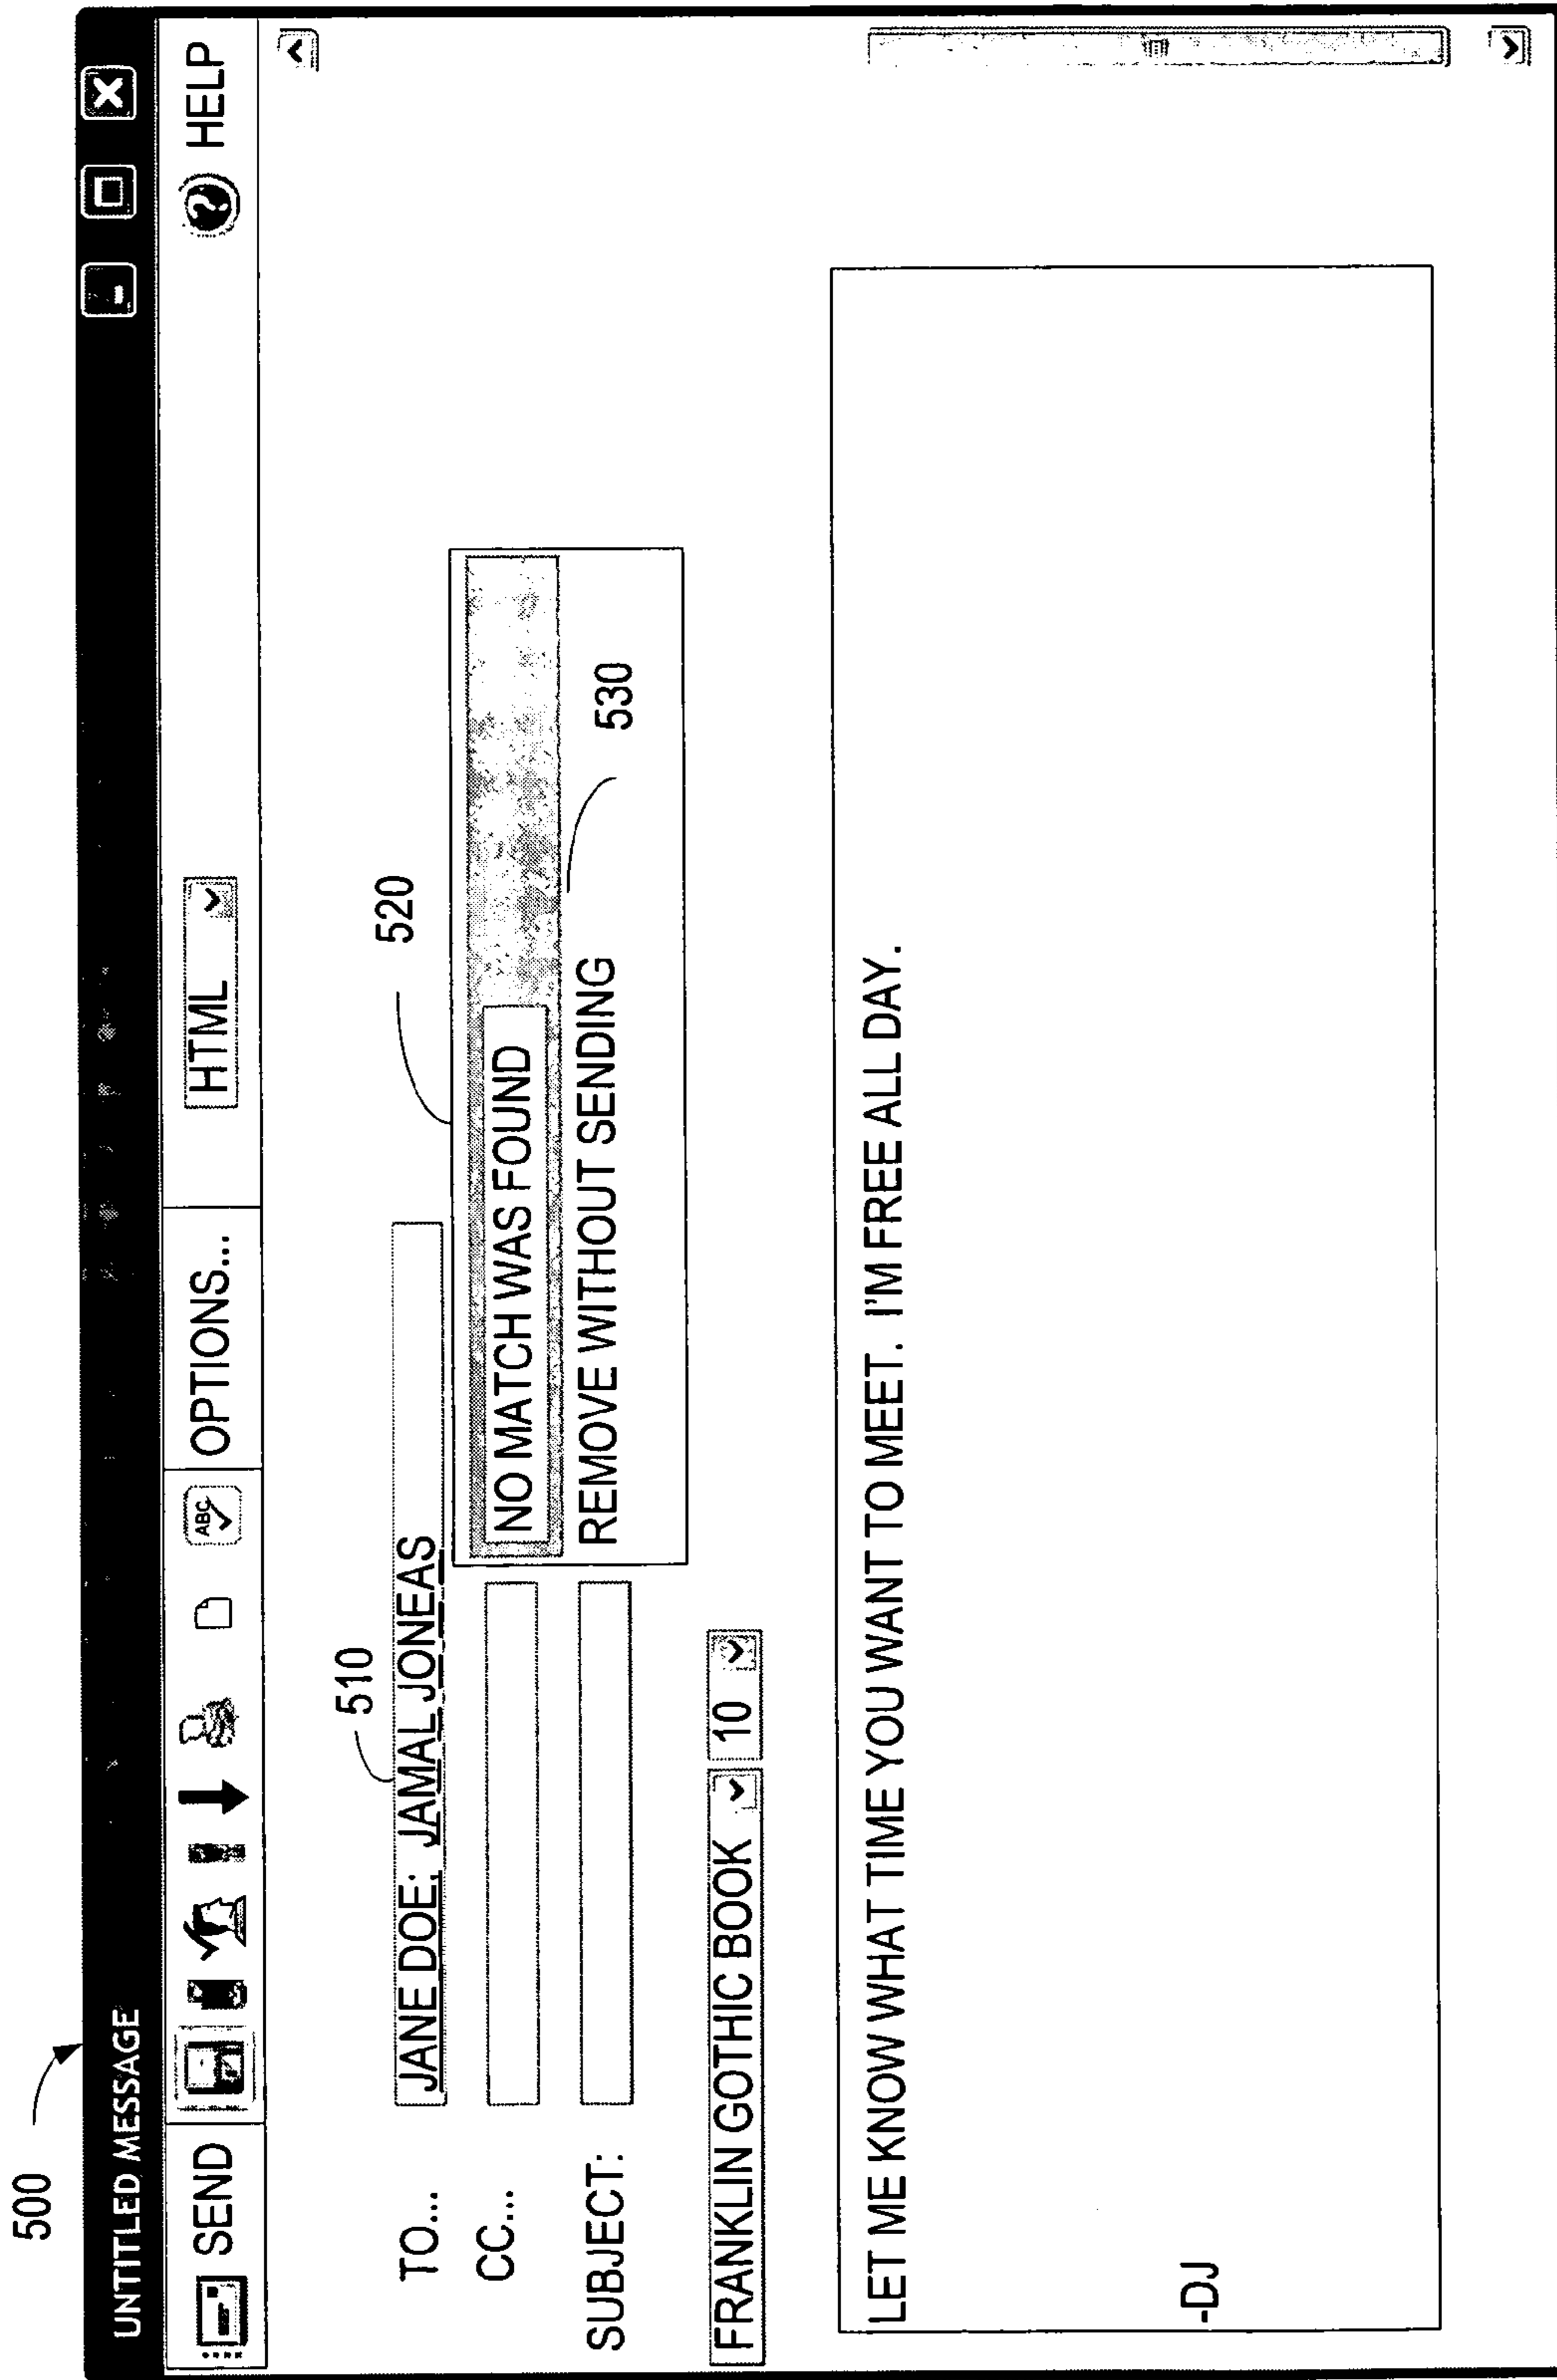 500
UNTITLED MESSAGE
SEND ABC OPTIONS... HTML ? HELP
510
520
TO... JANE DOE; JAMAL JONEAS
CC...
NO MATCH WAS FOUND
SUBJECT:
REMOVE WITHOUT SENDING
530
FRANKLIN GOTHIC BOOK 10
LET ME KNOW WHAT TIME YOU WANT TO MEET. I'M FREE ALL DAY.
-DJ